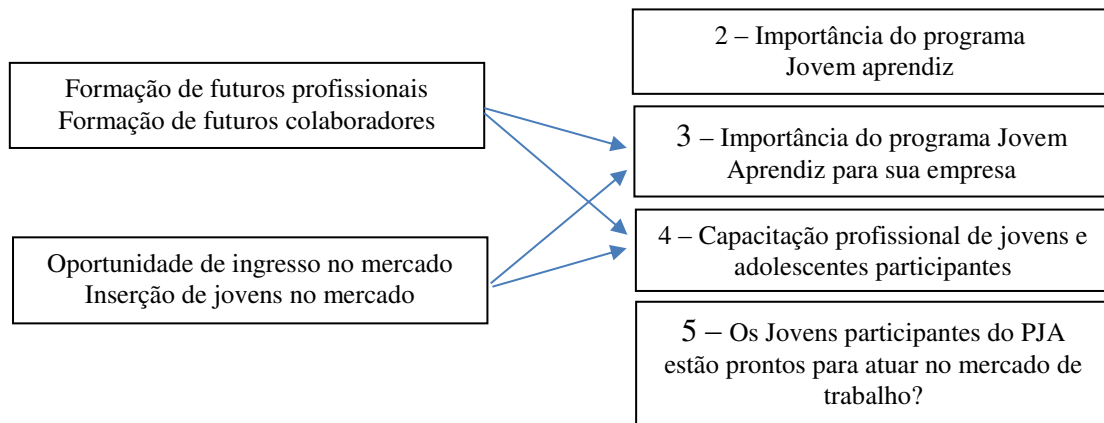 Formação de futuros profissionais
Formação de futuros colaboradores
Oportunidade de ingresso no mercado
Inserção de jovens no mercado
2 – Importância do programa
Jovem aprendiz
3 – Importância do programa Jovem
Aprendiz para sua empresa
4 – Capacitação profissional de jovens e
adolescentes participantes
5 – Os Jovens participantes do PJA
estão prontos para atuar no mercado de
trabalho?